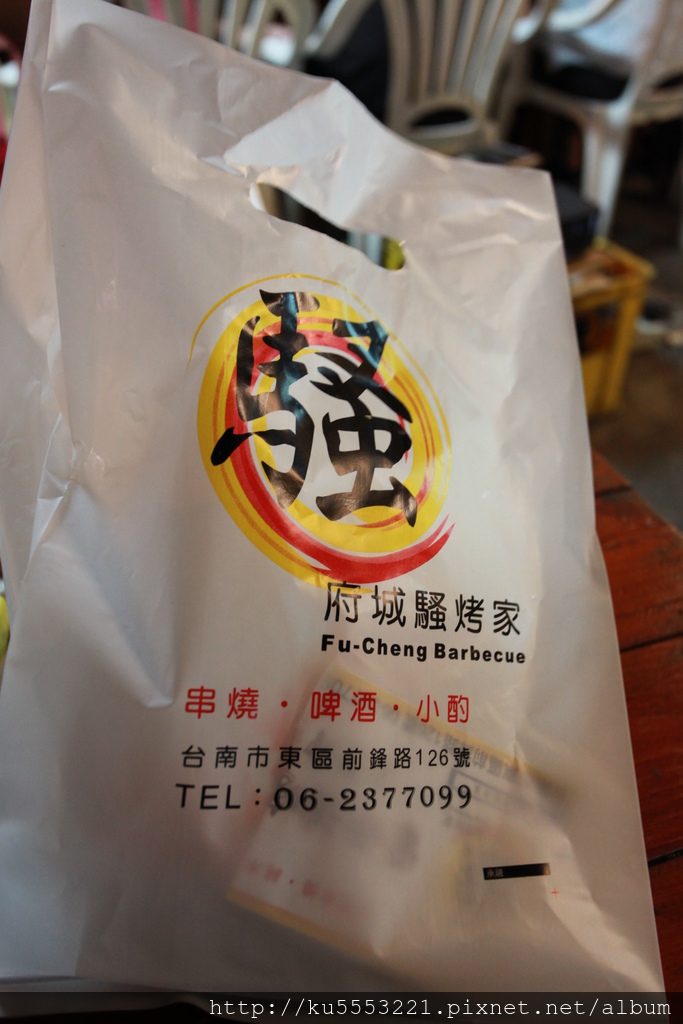 騷
府城騷烤家
Fu-Cheng Barbecue
串燒・啤酒・小酌
台南市東區前鋒路126號
TEL：06-2377099
http://ku5553221.pixnet.net/album